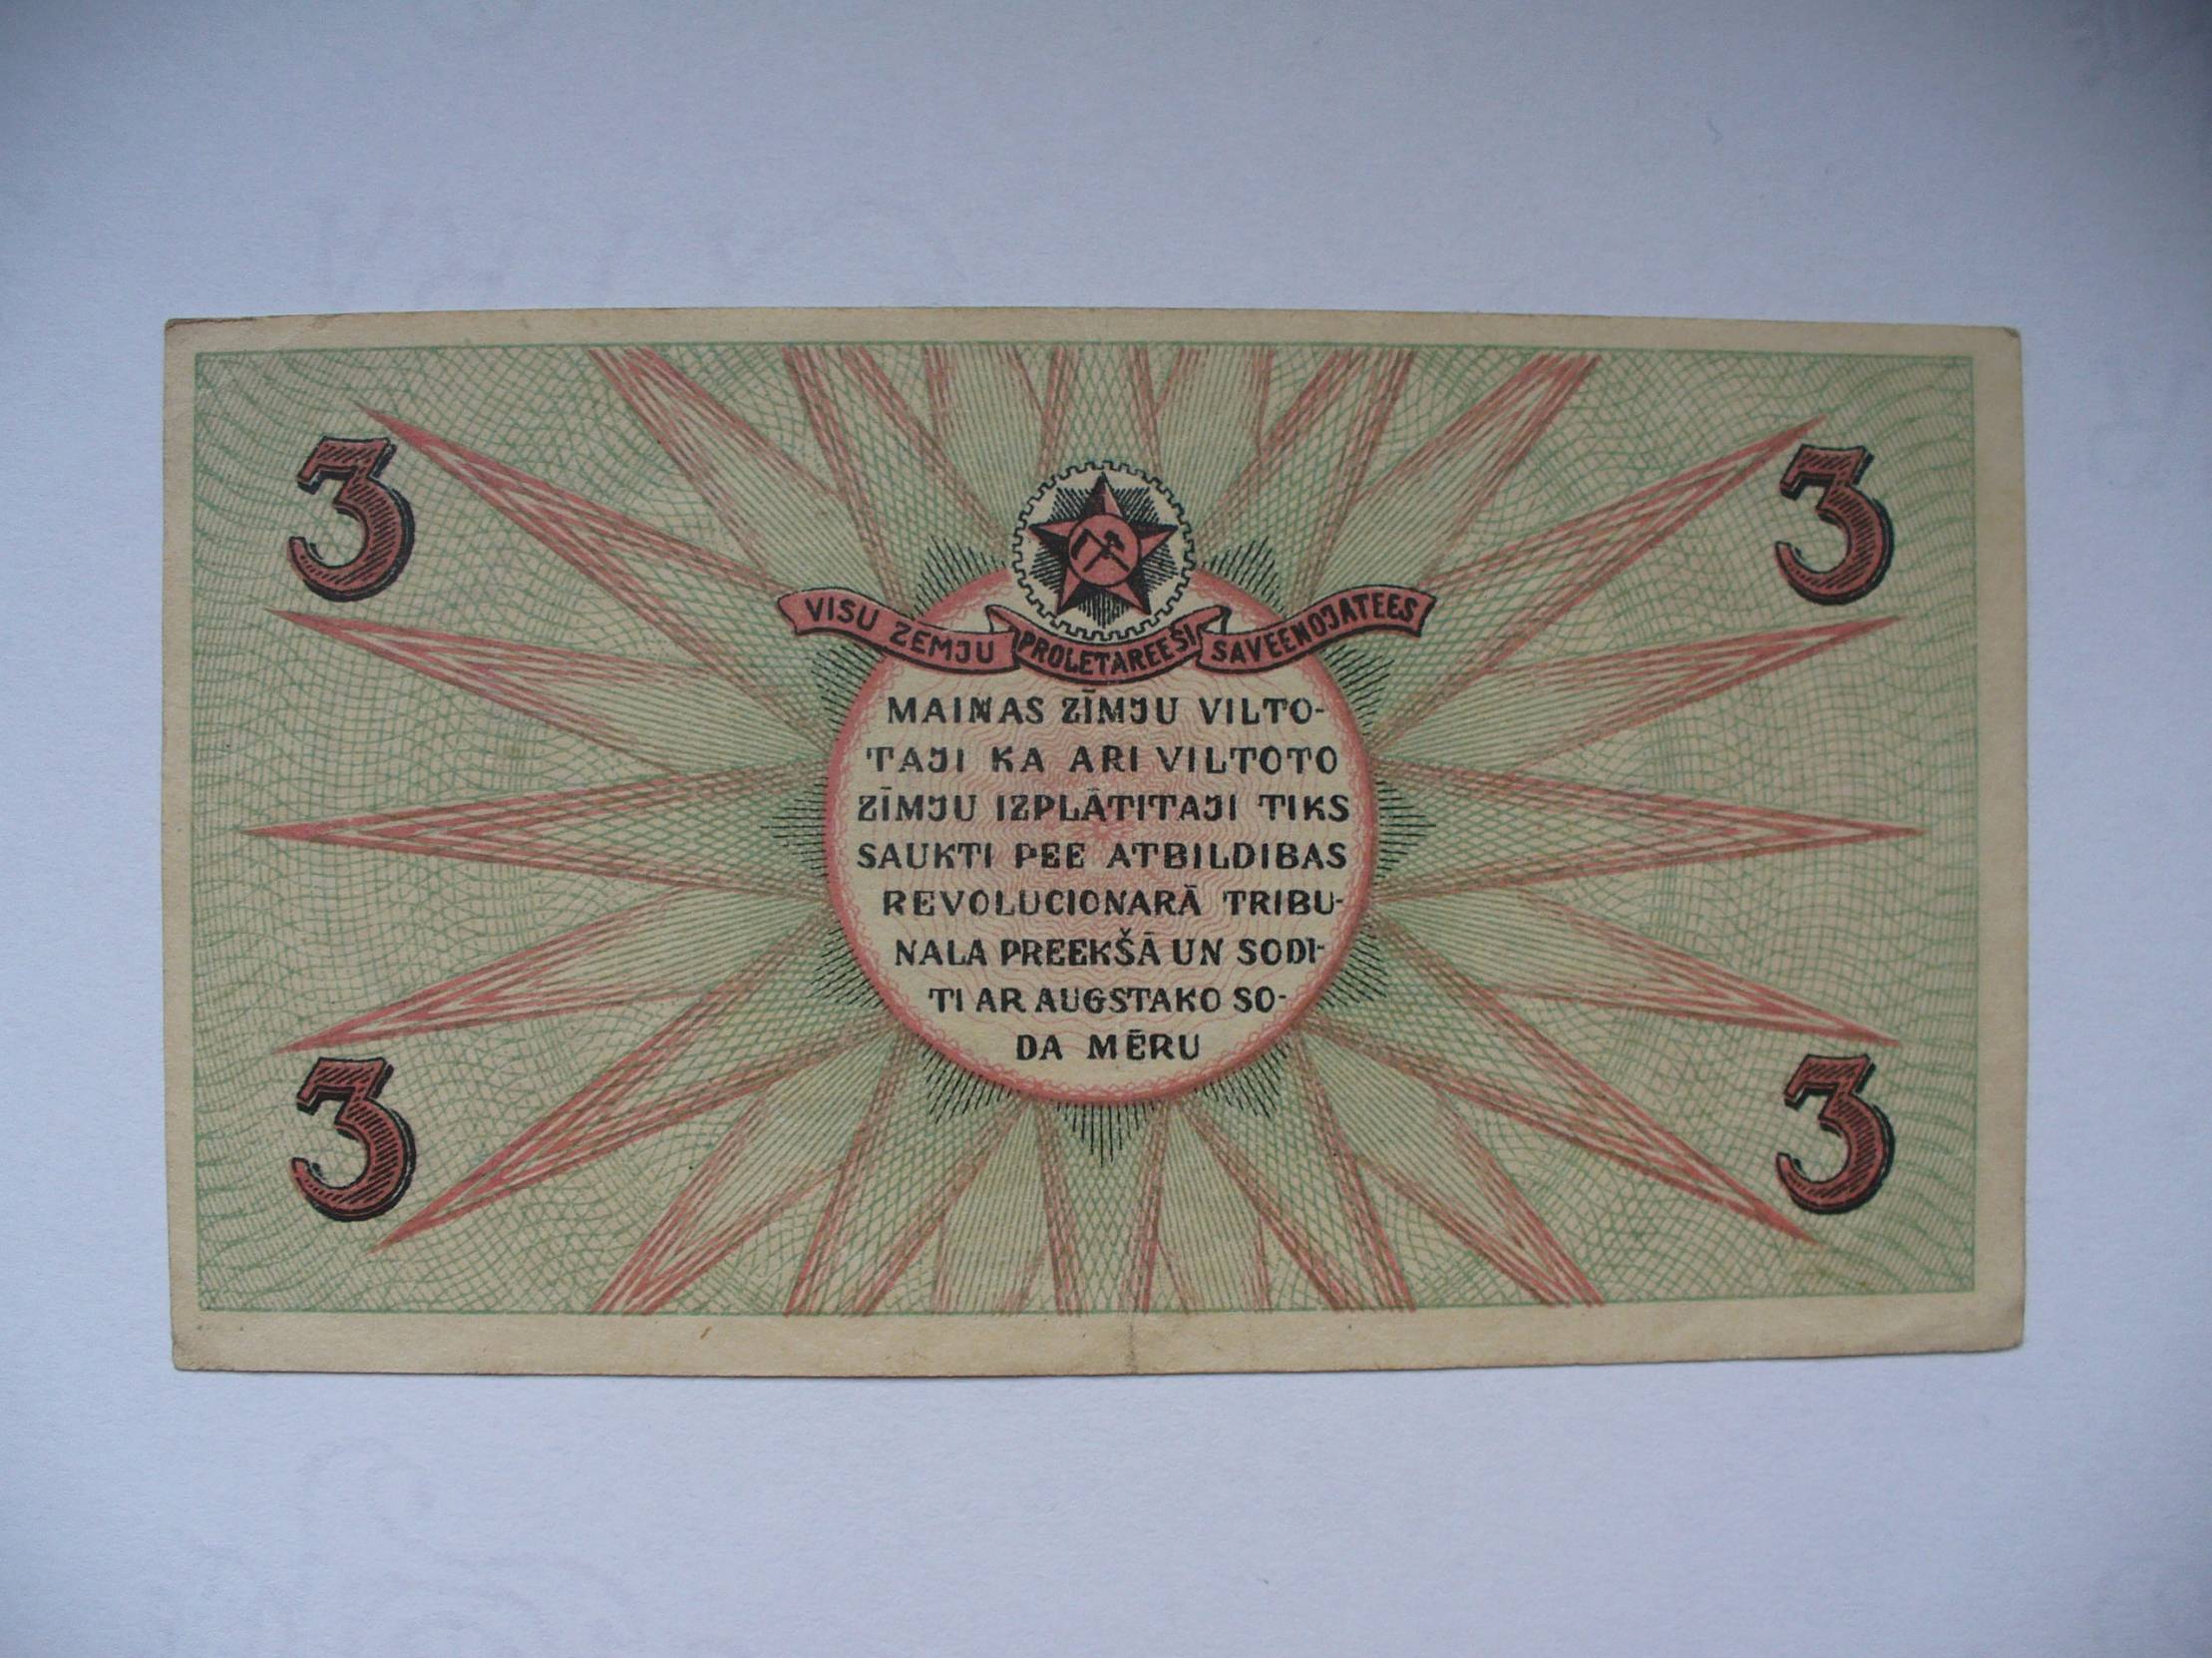 3 3
VISU ZEMJU PROLETAREEŠI SAVEENOJATEES
MAIŅAS ZĪMJU VILTO-
TAJI KA ARI VILTOTO
ZĪMJU IZPLĀTITAJI TIKS
SAUKTI PEE ATBILDIBAS
REVOLUCIONARĀ TRIBU-
NALA PREEKŠĀ UN SODI-
TI AR AUGSTAKO SO-
DA MĒRU
3 3